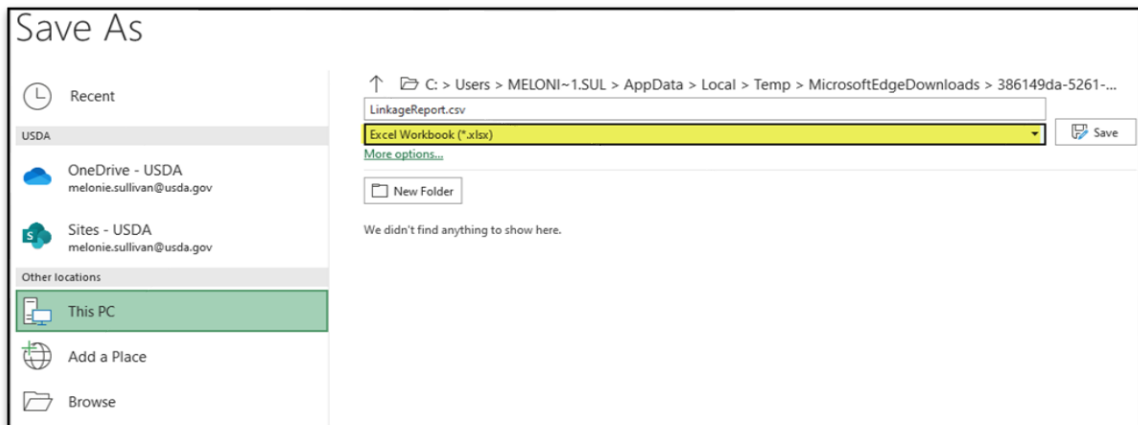 Save As
Recent
USDA
OneDrive - USDA
melonie.sullivan@usda.gov
Sites - USDA
melonie.sullivan@usda.gov
Other locations
This PC
Add a Place
Browse
C: > Users > MELONI~1.SUL > AppData > Local > Temp > MicrosoftEdgeDownloads > 386149da-5261-...
LinkageReport.csv
Excel Workbook (*.xlsx)
Save
More options...
New Folder
We didn't find anything to show here.